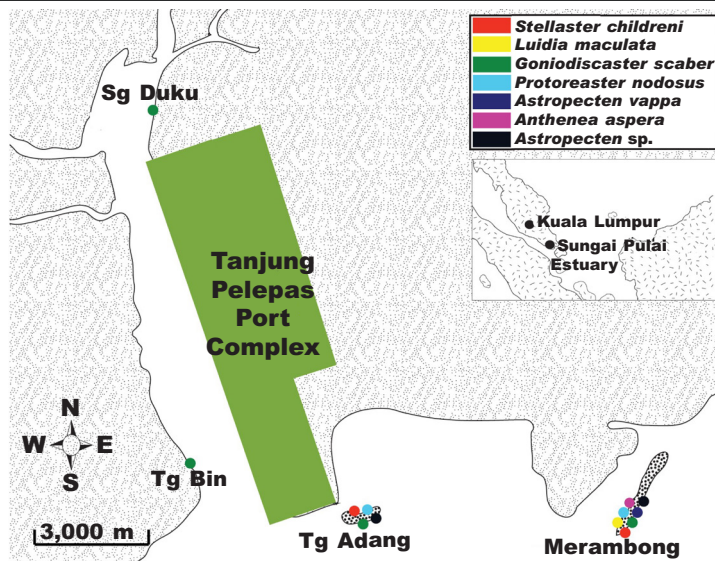 Stellaster childreni
Luidia maculata
Goniodiscaster scaber
Protoreaster nodosus
Astropecten vappa
Anthenea aspera
Astropecten sp.
Sg Duku
Kuala Lumpur
Sungai Pulai
Estuary
Tanjung
Pelepas
Port
Complex
N
W E
S
Tg Bin
3,000 m
Tg Adang
Merambong